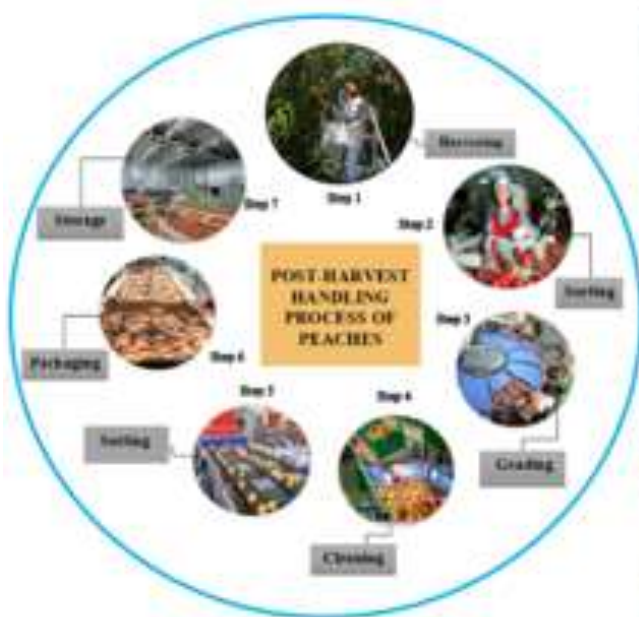 Step 1
Step 2
Sorting
Step 3
Grading
Step 4
Cleaning
Step 5
Sorting
Step 6
Packaging
Step 7
Storage
POST-HARVEST
HANDLING
PROCESS OF
PEACHES